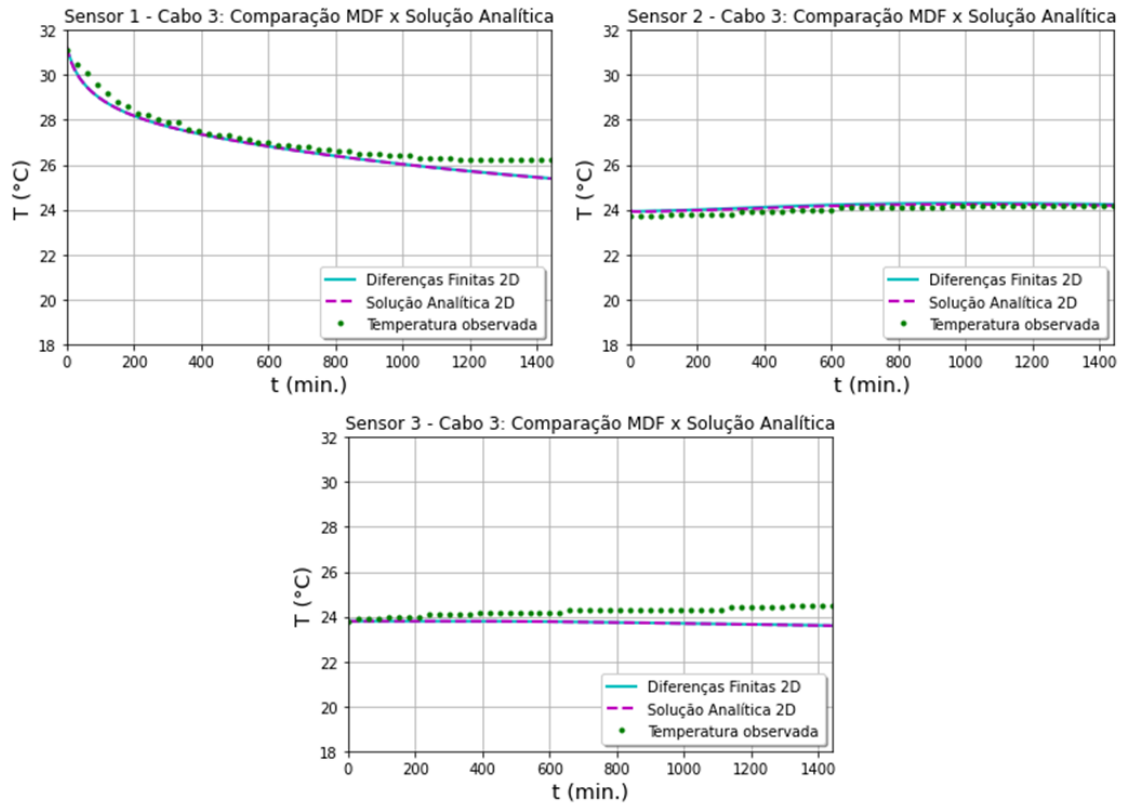 Sensor 1 - Cabo 3: Comparação MDF x Solução Analítica
32
30
28
26
24
22
20
18
T (°C)
0 200 400 600 800 1000 1200 1400
t (min.)
Diferenças Finitas 2D
Solução Analítica 2D
Temperatura observada
Sensor 2 - Cabo 3: Comparação MDF x Solução Analítica
32
30
28
26
24
22
20
18
T (°C)
0 200 400 600 800 1000 1200 1400
t (min.)
Diferenças Finitas 2D
Solução Analítica 2D
Temperatura observada
Sensor 3 - Cabo 3: Comparação MDF x Solução Analítica
32
30
28
26
24
22
20
18
T (°C)
0 200 400 600 800 1000 1200 1400
t (min.)
Diferenças Finitas 2D
Solução Analítica 2D
Temperatura observada